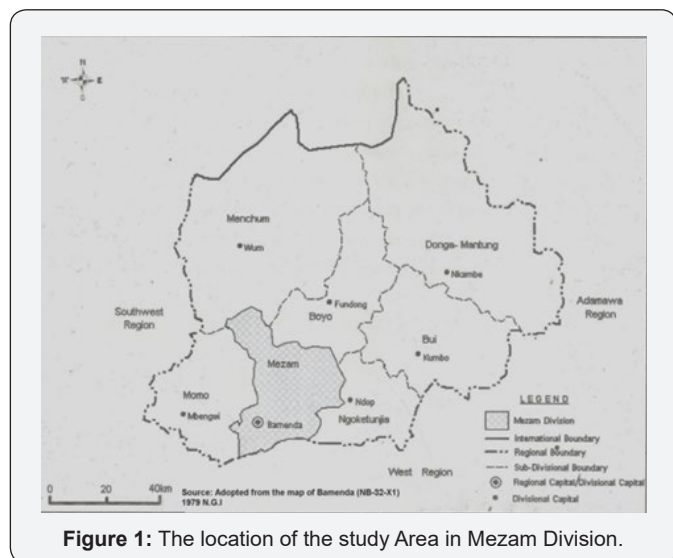 N
E
S
Menchum
Wum
Donga-Mantung
Nkambe
Southwest
Region
Fundong
Boyo
Adamawa
Region
Bui
Kumbo
Mezam
Momo
Mbengwi
Bamenda
Ndop
Ngoketunjia
West Region
LEGEND
Mezam Division
International Boundary
Regional Boundary
Sub-Divisional Boundary
Regional Capital/Divisional Capital
Divisional Capital
0 20 40km
Source: Adopted from the map of Bamenda (NB-32-X1)
1979 N.G.I
Figure 1: The location of the study Area in Mezam Division.